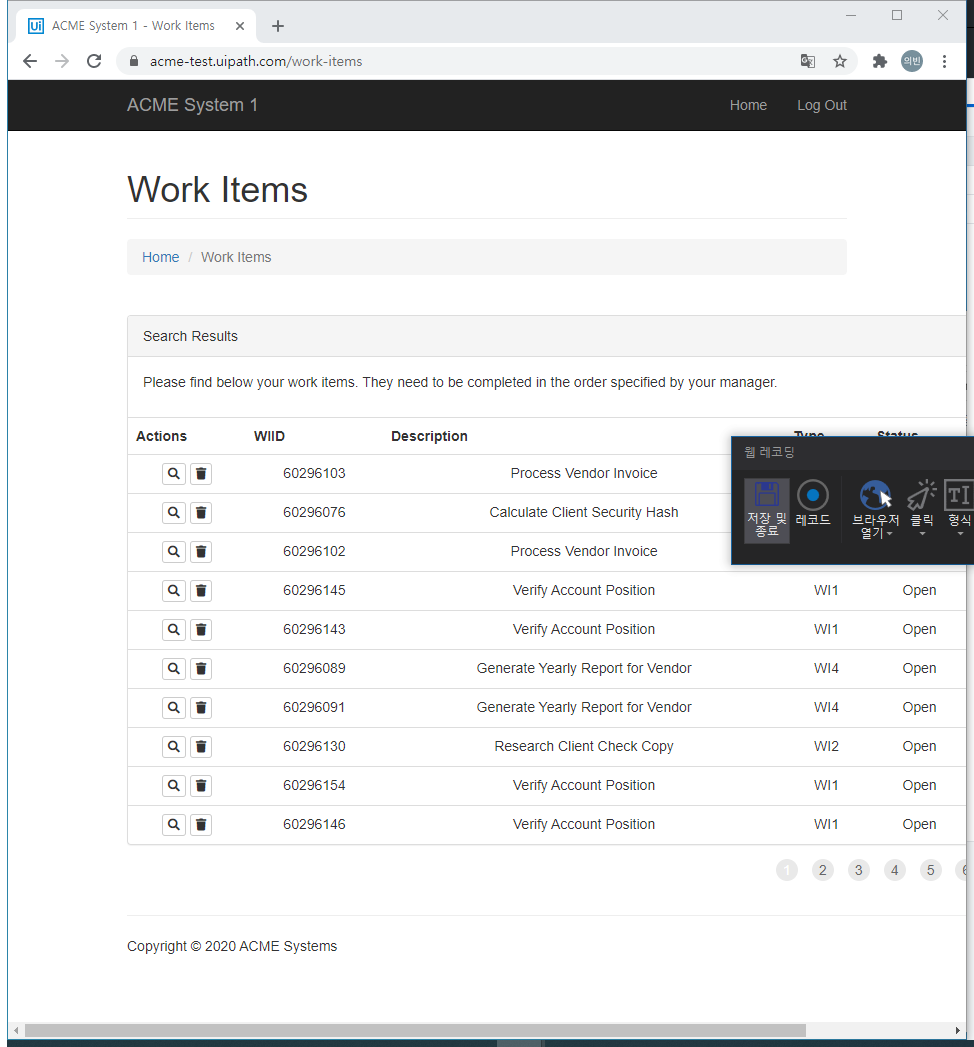 ACME System 1 - Work Items
acme-test.uipath.com/work-items
의빈
ACME System 1
Home
Log Out
Work Items
Home / Work Items
Search Results
Please find below your work items. They need to be completed in the order specified by your manager.
Actions WIID Description Type Status
60296103 Process Vendor Invoice
60296076 Calculate Client Security Hash
60296102 Process Vendor Invoice
웹 레코딩
저장 및
종료
레코드
브라우저
열기
클릭
형식
60296145 Verify Account Position WI1 Open
60296143 Verify Account Position WI1 Open
60296089 Generate Yearly Report for Vendor WI4 Open
60296091 Generate Yearly Report for Vendor WI4 Open
60296130 Research Client Check Copy WI2 Open
60296154 Verify Account Position WI1 Open
60296146 Verify Account Position WI1 Open
1 2 3 4 5 6
Copyright © 2020 ACME Systems